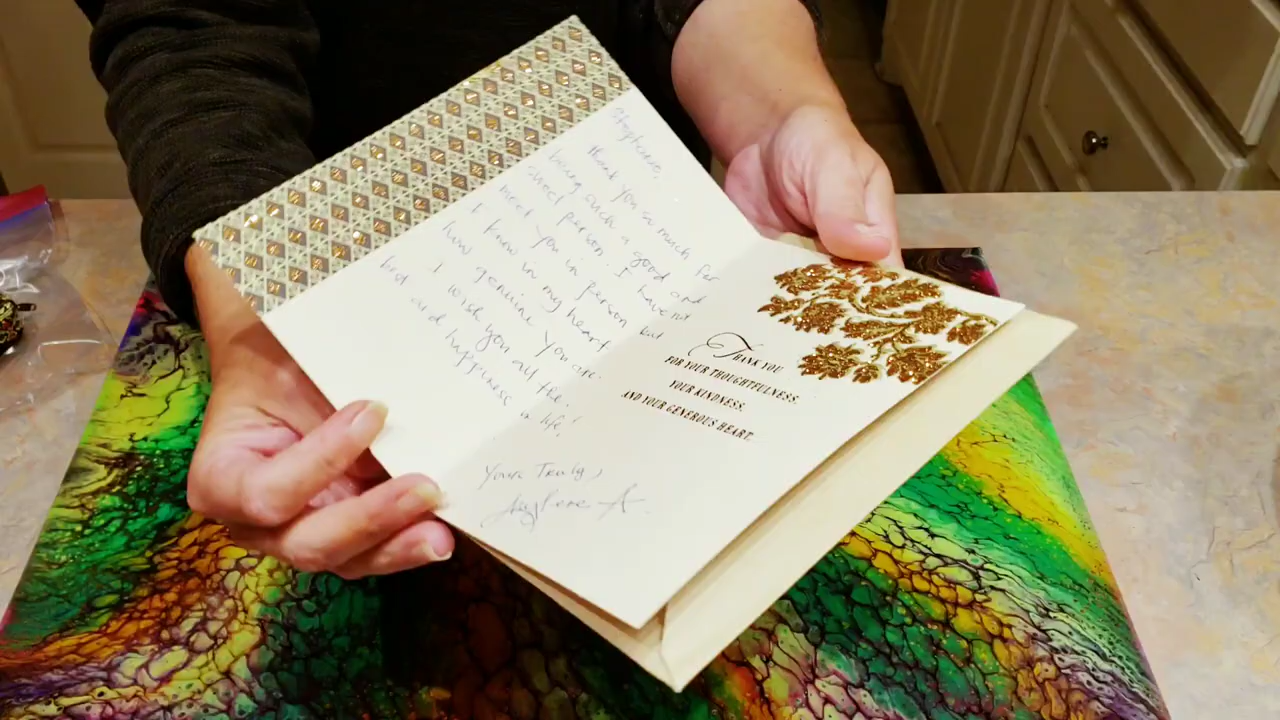 Stephenie,
Thank you so much for
being such a good and
sweet person. I haven't
meet you in person but
I know in my heart
how genuine you are.
I wish you all the
and happiness in life!
Yours Truly,
THANK YOU
FOR YOUR THOUGHTFULNESS,
YOUR KINDNESS,
AND YOUR GENEROUS HEART.